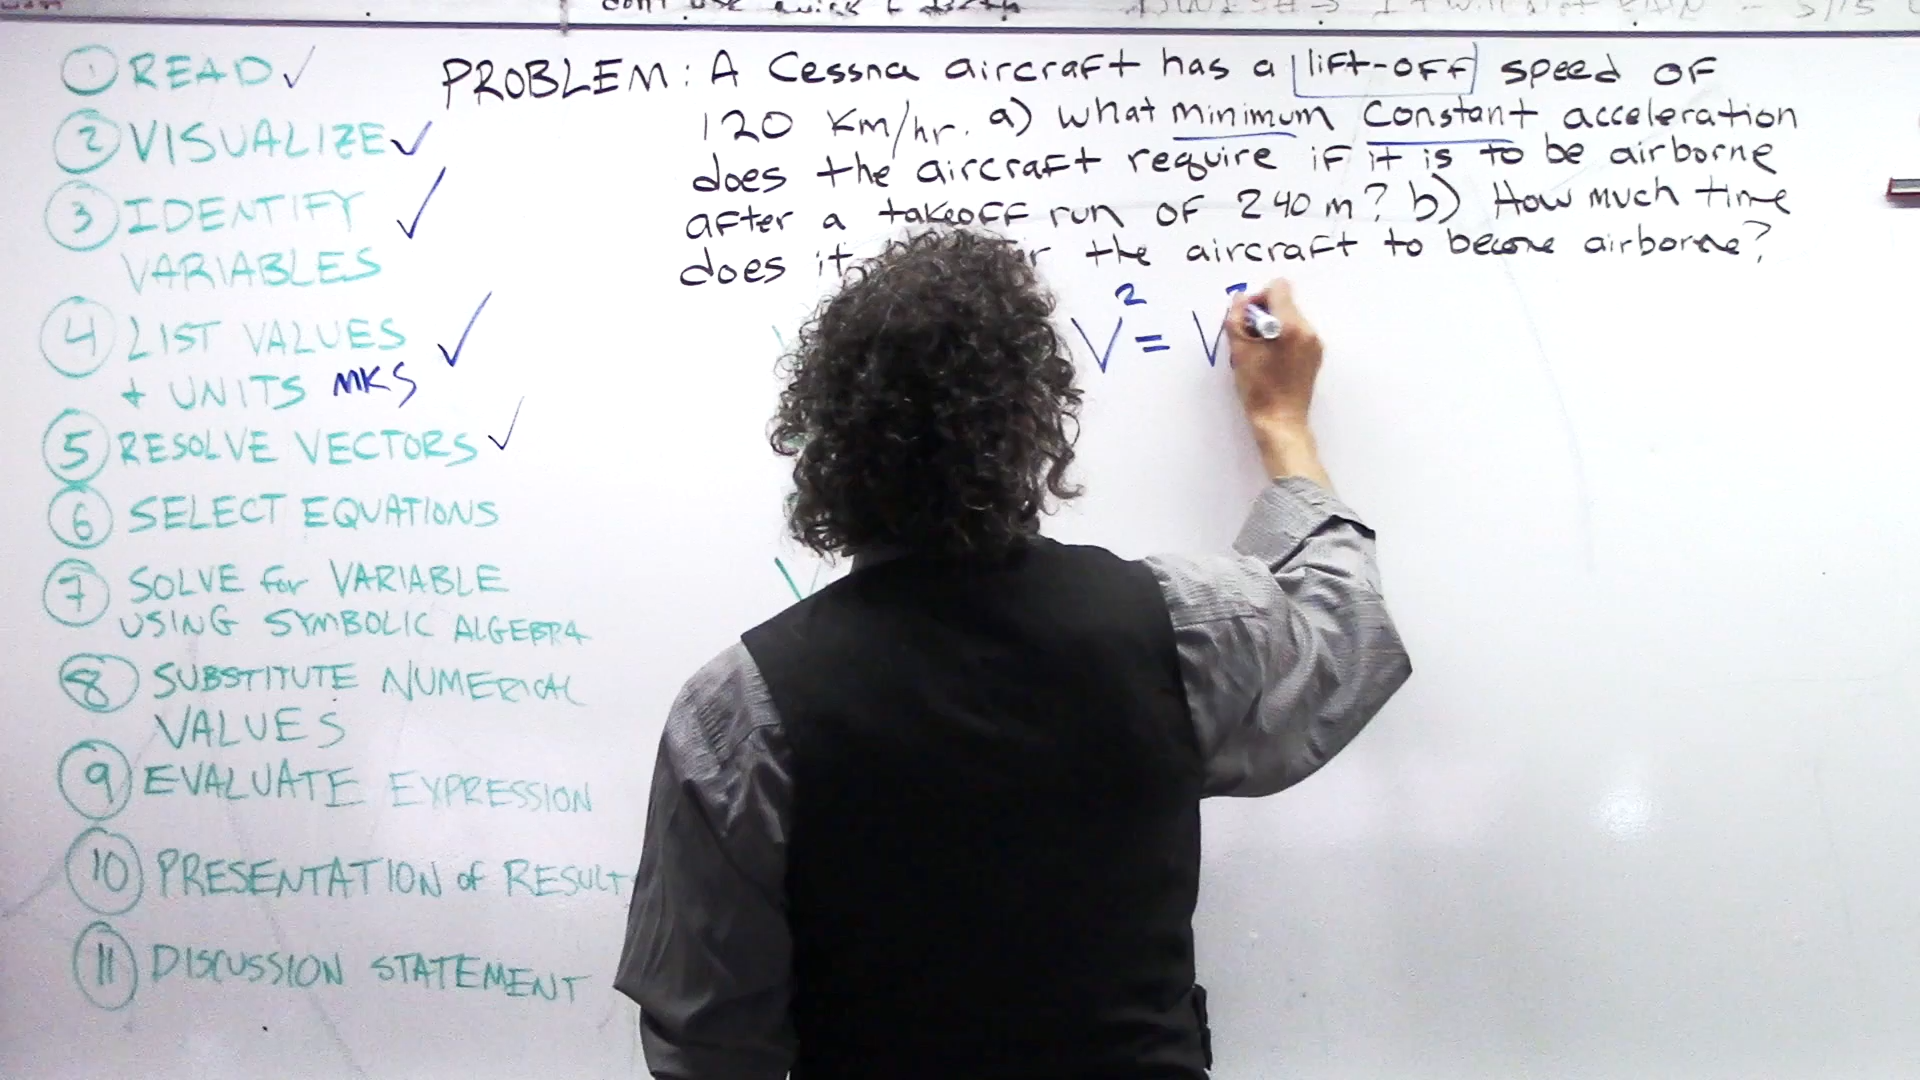 ① READ ✓
② VISUALIZE ✓
③ IDENTIFY ✓
VARIABLES
④ LIST VALUES ✓
+ UNITS MKS
⑤ RESOLVE VECTORS ✓
⑥ SELECT EQUATIONS
⑦ SOLVE for VARIABLE
USING SYMBOLIC ALGEBRA
⑧ SUBSTITUTE NUMERICAL
VALUES
⑨ EVALUATE EXPRESSION
⑩ PRESENTATION of RESULT
⑪ DISCUSSION STATEMENT
PROBLEM: A Cessna aircraft has a lift-off speed of
120 Km/hr. a) what minimum constant acceleration
does the aircraft require if it is to be airborne
after a takeoff run of 240 m? b) How much time
does it the aircraft to become airborne?
V² = V